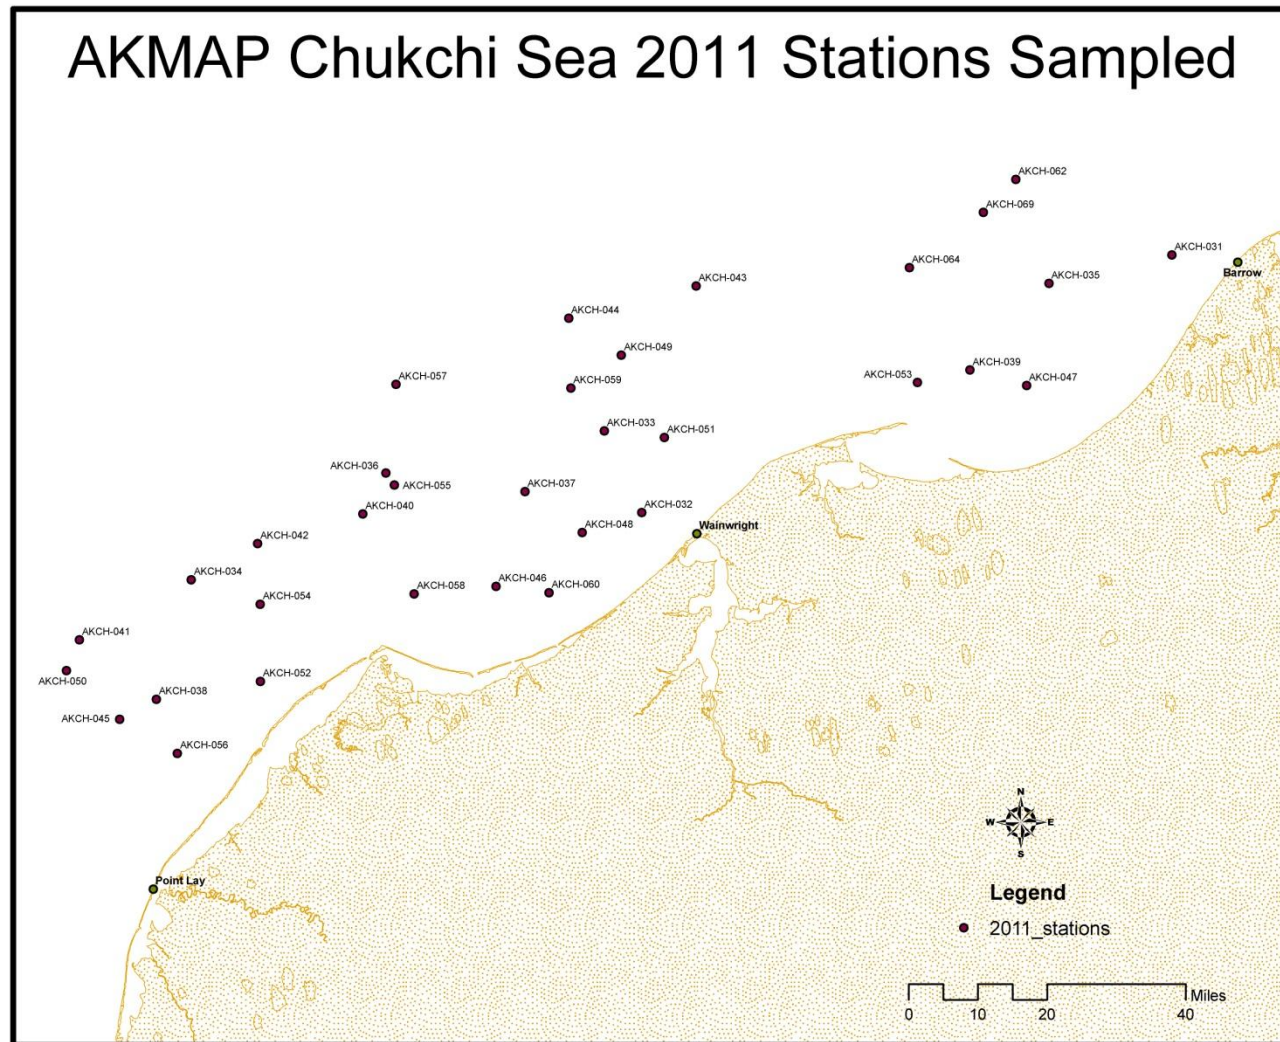 AKMAP Chukchi Sea 2011 Stations Sampled
AKCH-062
AKCH-069
AKCH-031
AKCH-064
Barrow
AKCH-035
AKCH-043
AKCH-044
AKCH-049
AKCH-039
AKCH-053
AKCH-047
AKCH-057
AKCH-059
AKCH-033
AKCH-051
AKCH-036
AKCH-055
AKCH-037
AKCH-040
AKCH-032
AKCH-048
Wainwright
AKCH-042
AKCH-034
AKCH-054
AKCH-058
AKCH-046
AKCH-060
AKCH-041
AKCH-050
AKCH-052
AKCH-038
AKCH-045
AKCH-056
N
W E
S
Point Lay
Legend
2011_stations
Miles
0 10 20 40